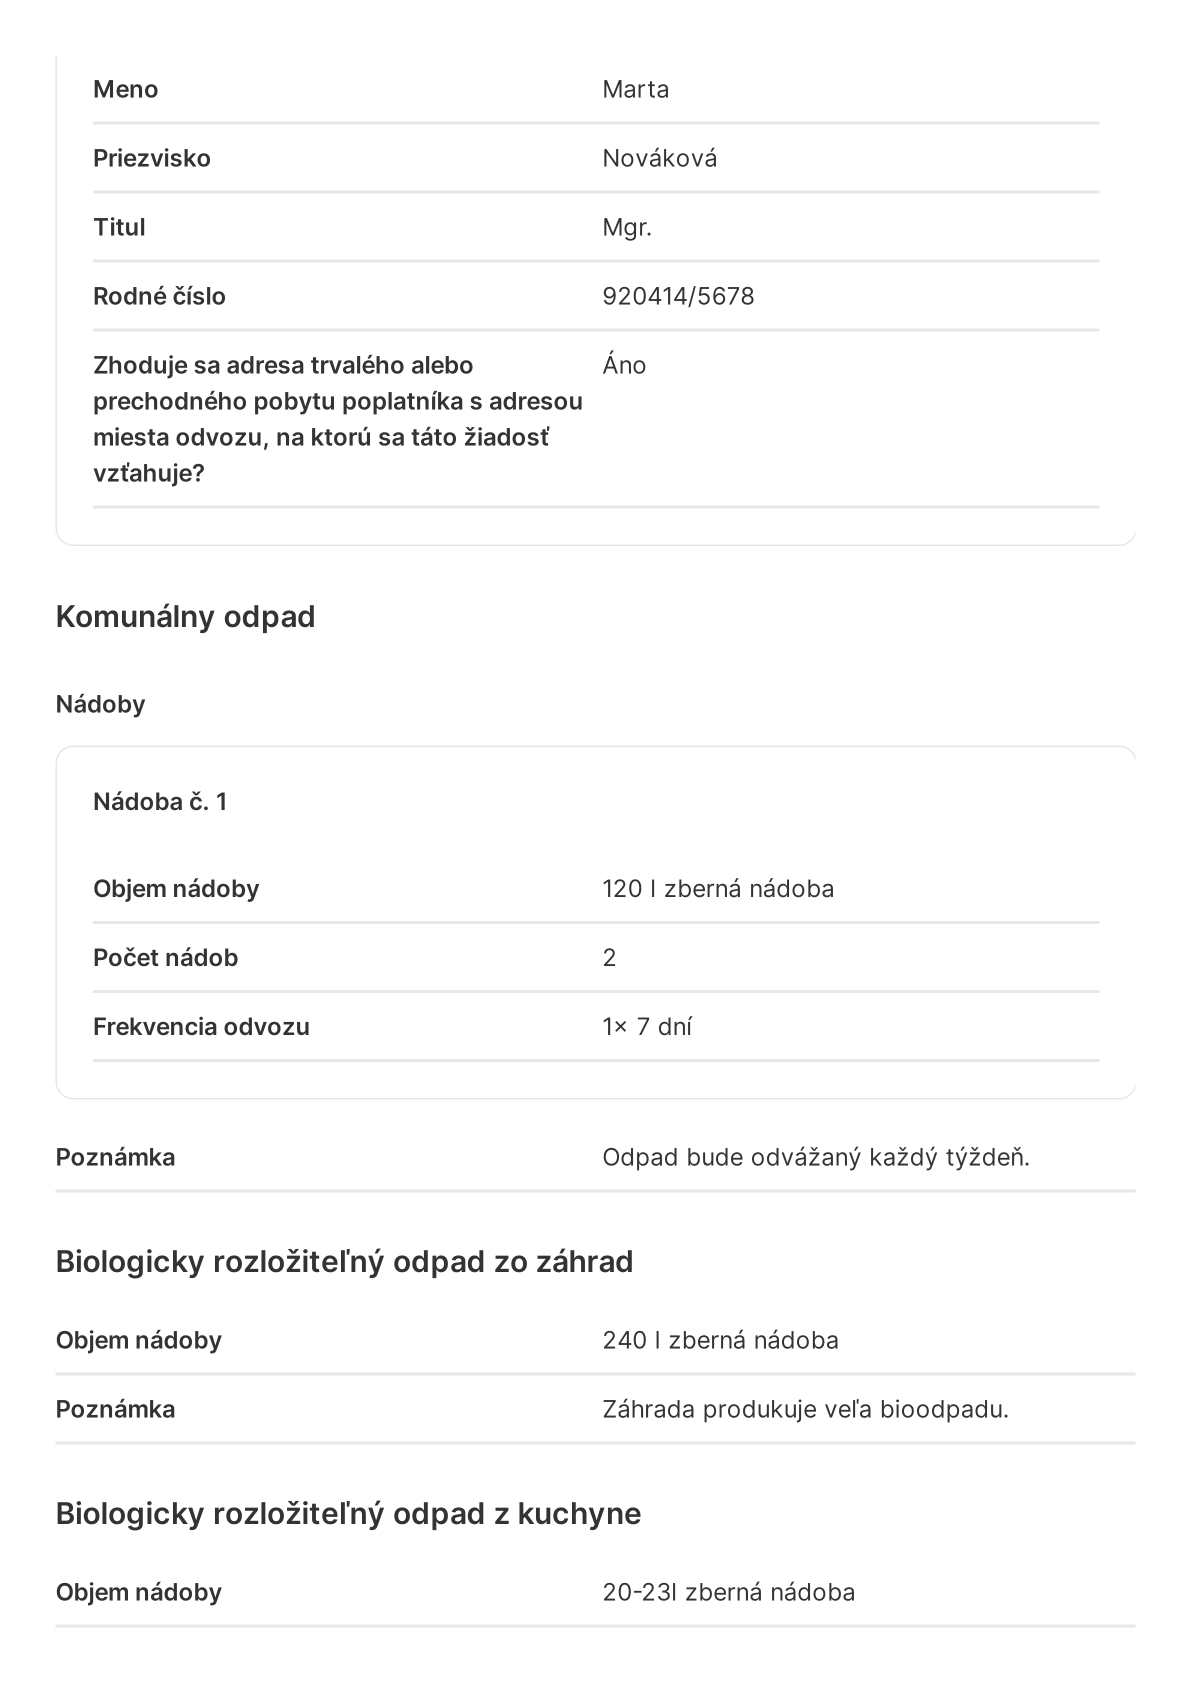 Meno Marta
Priezvisko Nováková
Titul Mgr.
Rodné číslo 920414/5678
Zhoduje sa adresa trvalého alebo Áno
prechodného pobytu poplatníka s adresou
miesta odvozu, na ktorú sa táto žiadosť
vzťahuje?
Komunálny odpad
Nádoby
Nádoba č. 1
Objem nádoby 120 l zberná nádoba
Počet nádob 2
Frekvencia odvozu 1× 7 dní
Poznámka Odpad bude odvážaný každý týždeň.
Biologicky rozložiteľný odpad zo záhrad
Objem nádoby 240 l zberná nádoba
Poznámka Záhrada produkuje veľa bioodpadu.
Biologicky rozložiteľný odpad z kuchyne
Objem nádoby 20-23l zberná nádoba